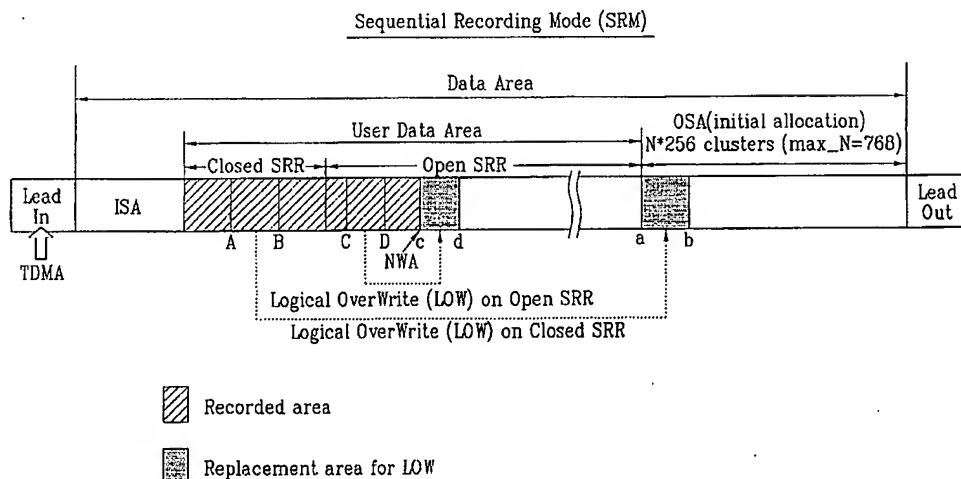 Sequential Recording Mode (SRM)
Data Area
OSA(initial allocation)
N*256 clusters (max_N=768)
User Data Area
Closed SRR
Open SRR
Lead In
ISA
Lead Out
A
B
C
D
c
d
a
b
NWA
TDMA
Logical OverWrite (LOW) on Open SRR
Logical OverWrite (LOW) on Closed SRR
Recorded area
Replacement area for LOW